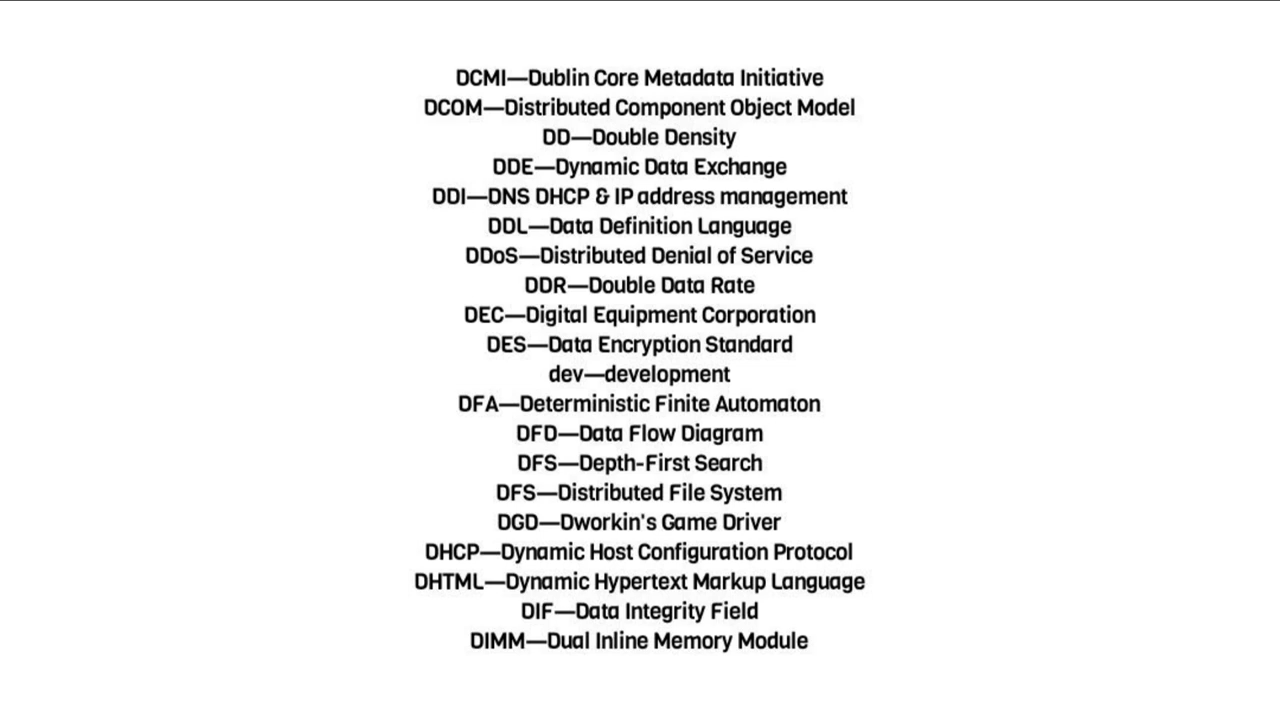 DCMI—Dublin Core Metadata Initiative
DCOM—Distributed Component Object Model
DD—Double Density
DDE—Dynamic Data Exchange
DDI—DNS DHCP & IP address management
DDL—Data Definition Language
DDoS—Distributed Denial of Service
DDR—Double Data Rate
DEC—Digital Equipment Corporation
DES—Data Encryption Standard
dev—development
DFA—Deterministic Finite Automaton
DFD—Data Flow Diagram
DFS—Depth-First Search
DFS—Distributed File System
DGD—Dworkin's Game Driver
DHCP—Dynamic Host Configuration Protocol
DHTML—Dynamic Hypertext Markup Language
DIF—Data Integrity Field
DIMM—Dual Inline Memory Module